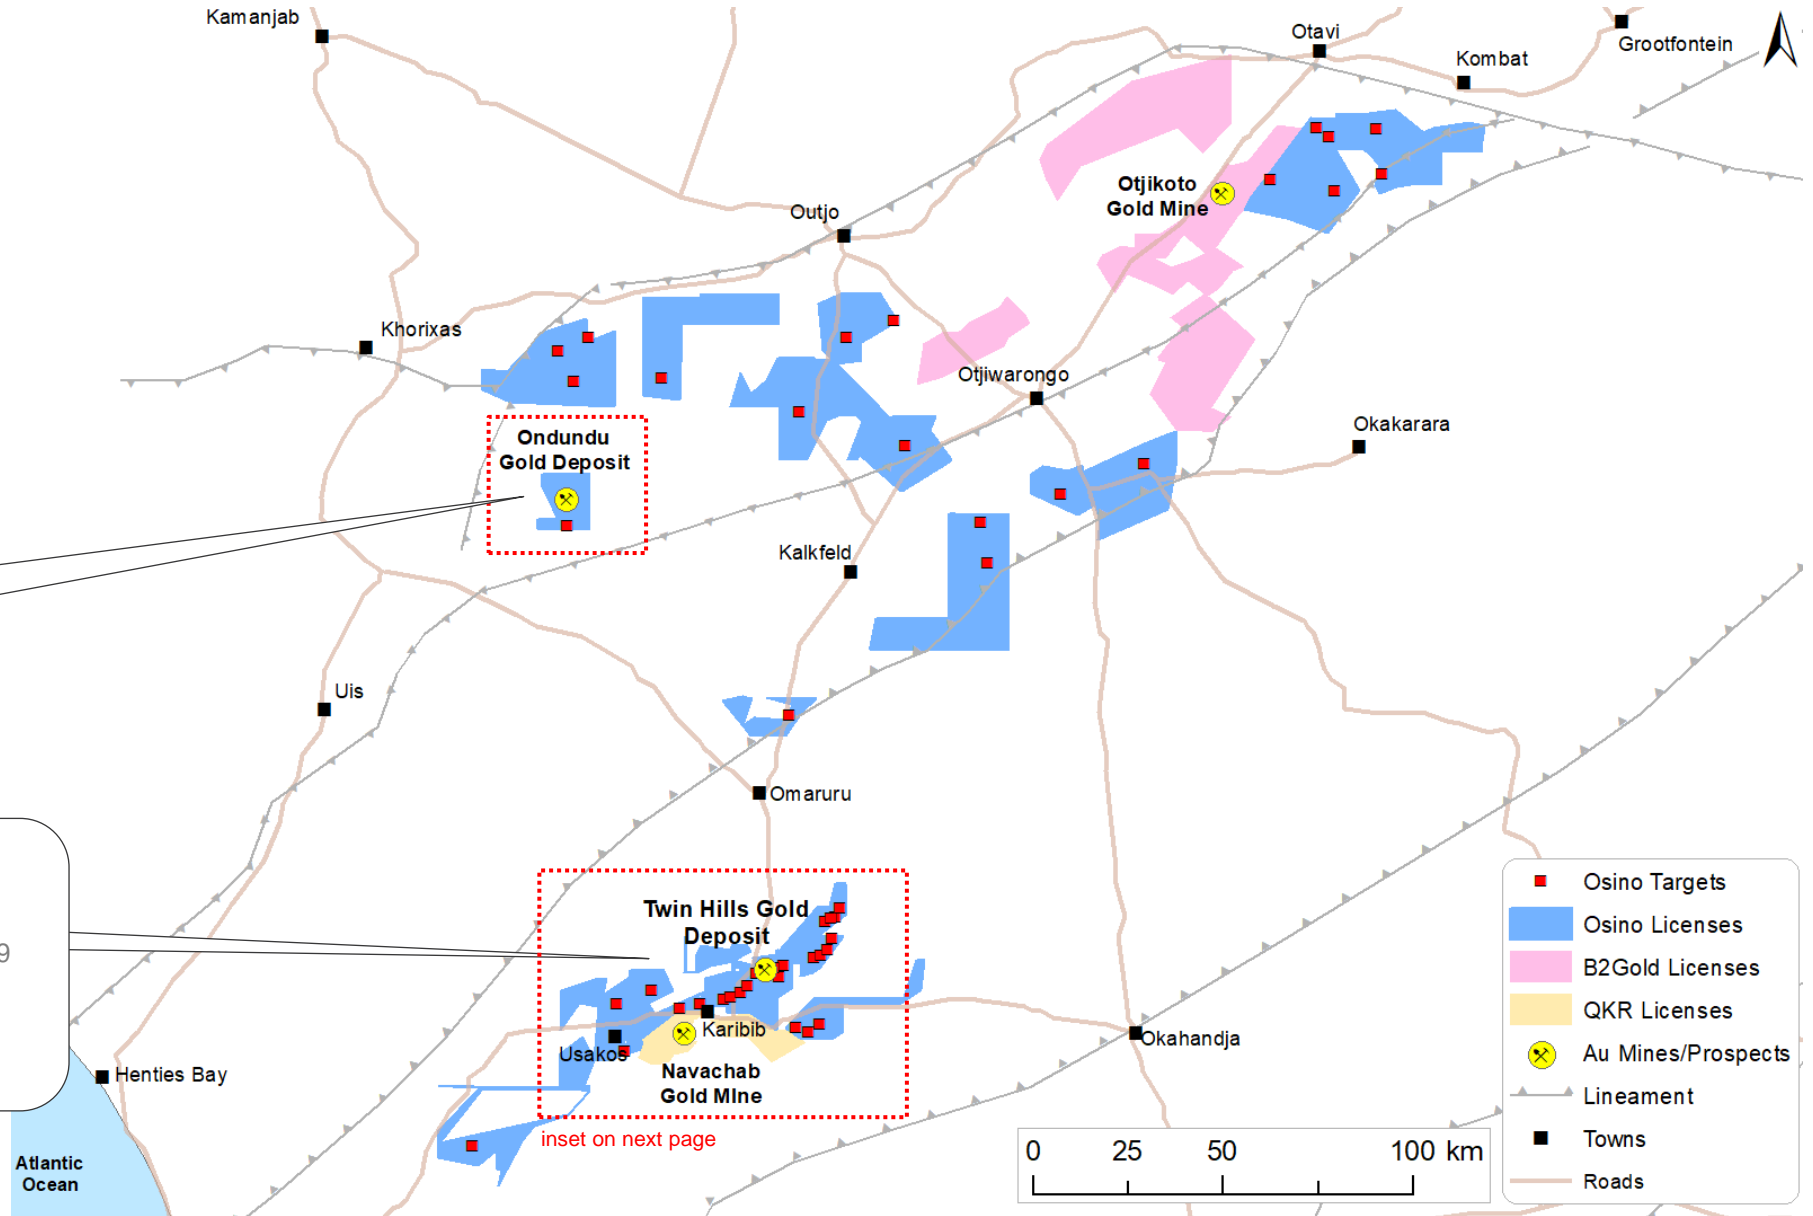 Kamanjab
Otavi
Grootfontein
Kombat
Otjikoto
Gold Mine
Outjo
Khorixas
Otjiwarongo
Okakarara
Ondundu
Gold Deposit
Kalkfeld
Uis
Omaruru
Twin Hills Gold
Deposit
9
Karibib
Usakos
Okahandja
Navachab
Gold MIne
Henties Bay
inset on next page
Atlantic
Ocean
0 25 50 100 km
Osino Targets
Osino Licenses
B2Gold Licenses
QKR Licenses
Au Mines/Prospects
Lineament
Towns
Roads